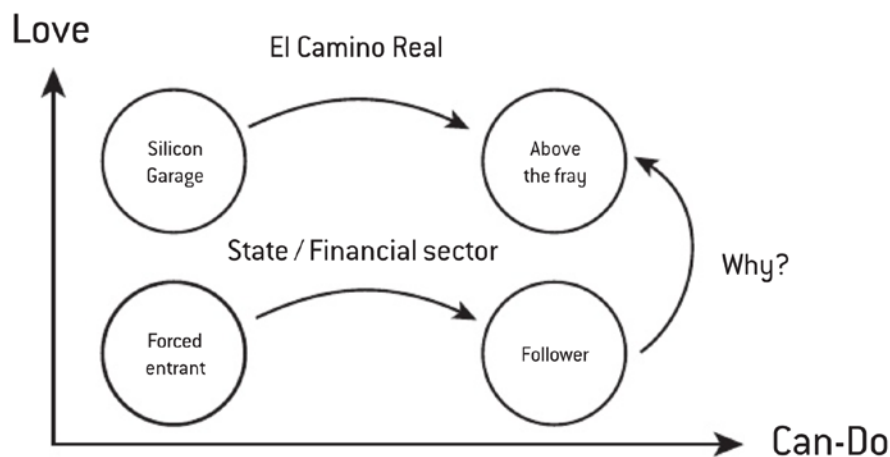 Love
El Camino Real
Silicon
Garage
Above
the fray
State / Financial sector
Why?
Forced
entrant
Follower
Can-Do